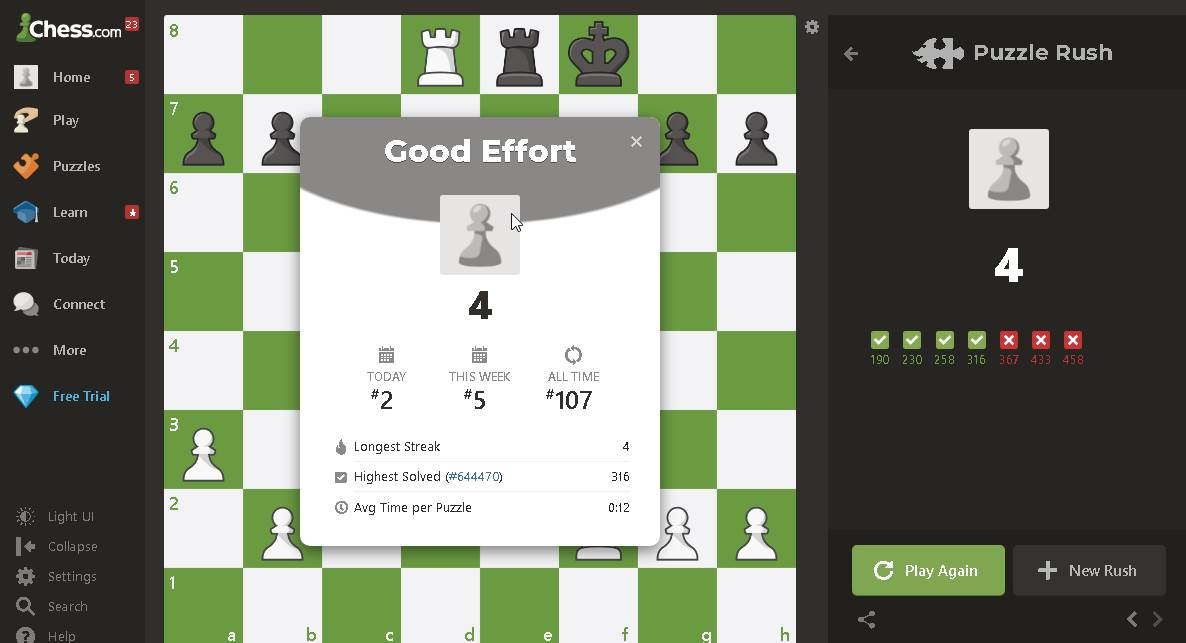 Chess.com
23
Home
5
Play
Puzzles
Learn
Today
Connect
More
Free Trial
Light UI
Collapse
Settings
Search
Help
8
7
6
5
4
3
2
1
a
b
c
d
e
f
g
h
Good Effort
4
TODAY
#2
THIS WEEK
#5
ALL TIME
#107
Longest Streak 4
Highest Solved (#644470) 316
Avg Time per Puzzle 0:12
Puzzle Rush
4
190 230 258 316 367 433 458
Play Again
New Rush